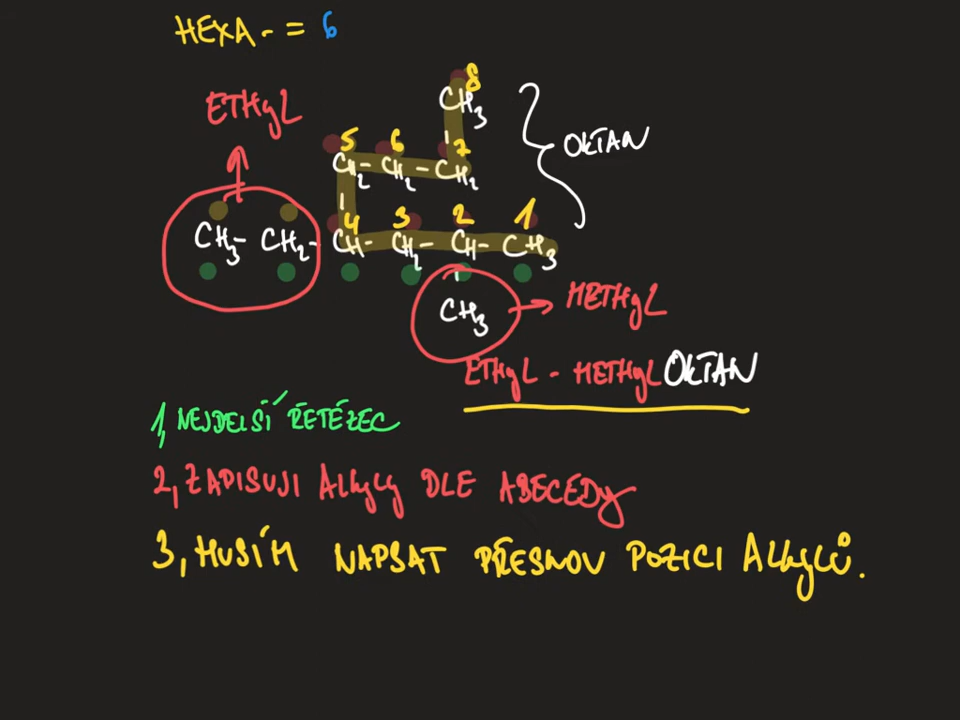 HEXA- = 6
8
ETHYL
CH3
OKTAN
5 6 7
CH2-CH2-CH2
4 3 2 1
CH3-CH2-CH-CH2-CH-CH3
CH3
METHYL
ETHYL - METHYLOKTAN
1, NEJDELŠÍ ŘETĚZEC
2, ZAPISUJI ALKYLY DLE ABECEDY
3, MUSÍM NAPSAT PŘESNOU POZICI ALKYLŮ.